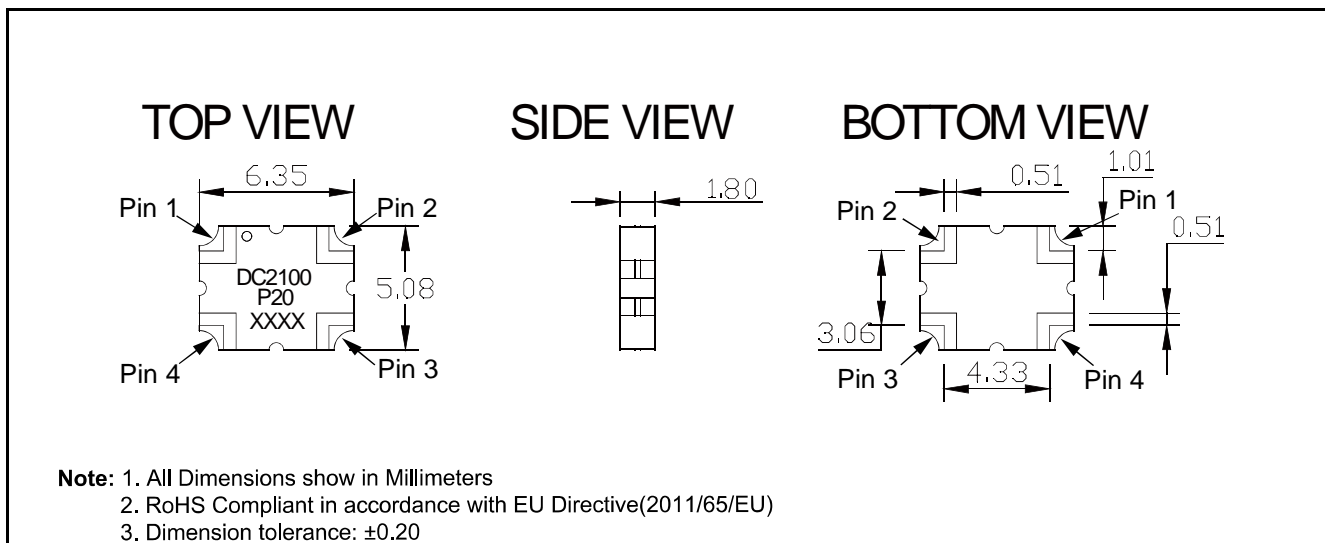 TOP VIEW
SIDE VIEW
BOTTOM VIEW
6.35
Pin 1
Pin 2
DC2100
P20
XXXX
5.08
Pin 4
Pin 3
1.80
0.51
1.01
Pin 2
Pin 1
0.51
3.06
Pin 3
4.33
Pin 4
Note: 1. All Dimensions show in Millimeters
2. RoHS Compliant in accordance with EU Directive(2011/65/EU)
3. Dimension tolerance: ±0.20